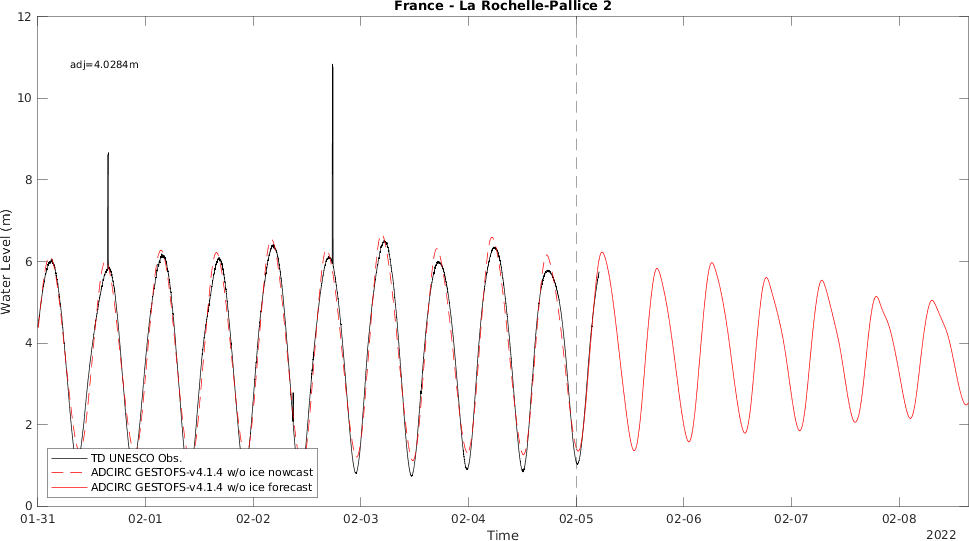 France - La Rochelle-Pallice 2
12
adj=4.0284m
10
8
6
4
2
0
Water Level (m)
TD UNESCO Obs.
ADCIRC GESTOFS-v4.1.4 w/o ice nowcast
ADCIRC GESTOFS-v4.1.4 w/o ice forecast
01-31 02-01 02-02 02-03 02-04 02-05 02-06 02-07 02-08
Time
2022